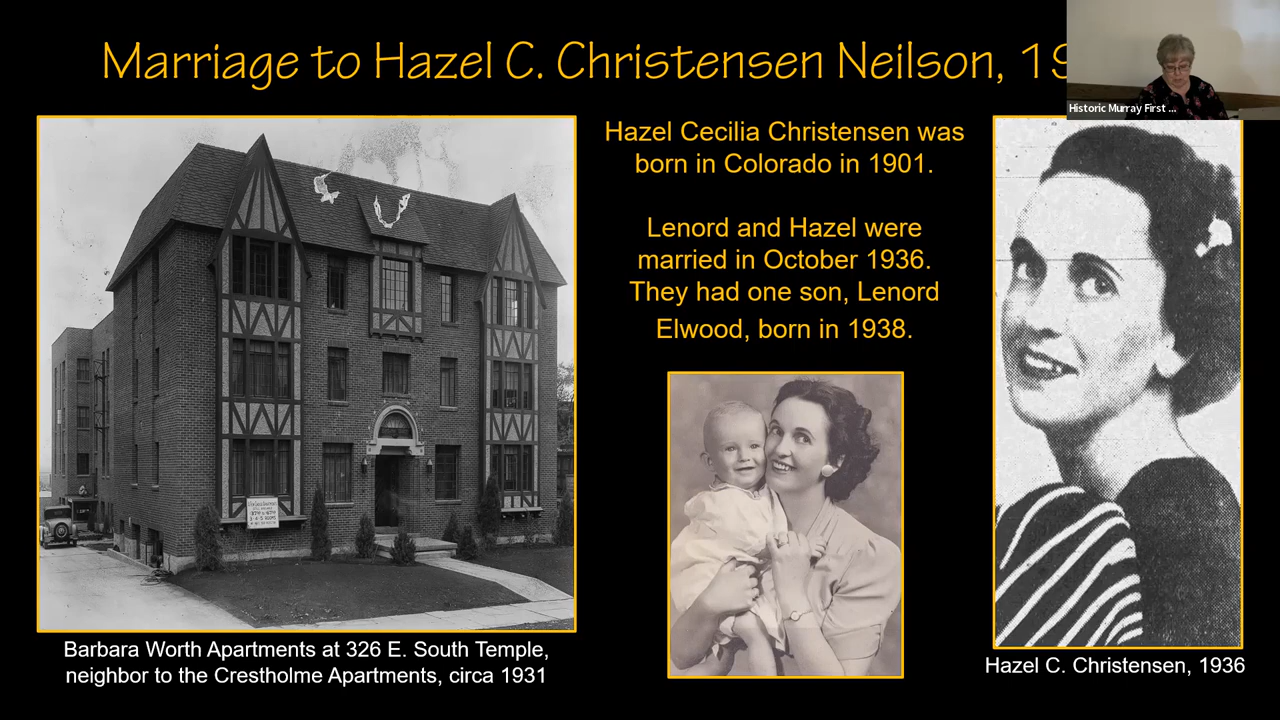 Marriage to Hazel C. Christensen Neilson, 19
Historic Murray First ...
Hazel Cecilia Christensen was
born in Colorado in 1901.
Lenord and Hazel were
married in October 1936.
They had one son, Lenord
Elwood, born in 1938.
Barbara Worth Apartments at 326 E. South Temple,
neighbor to the Crestholme Apartments, circa 1931
Hazel C. Christensen, 1936